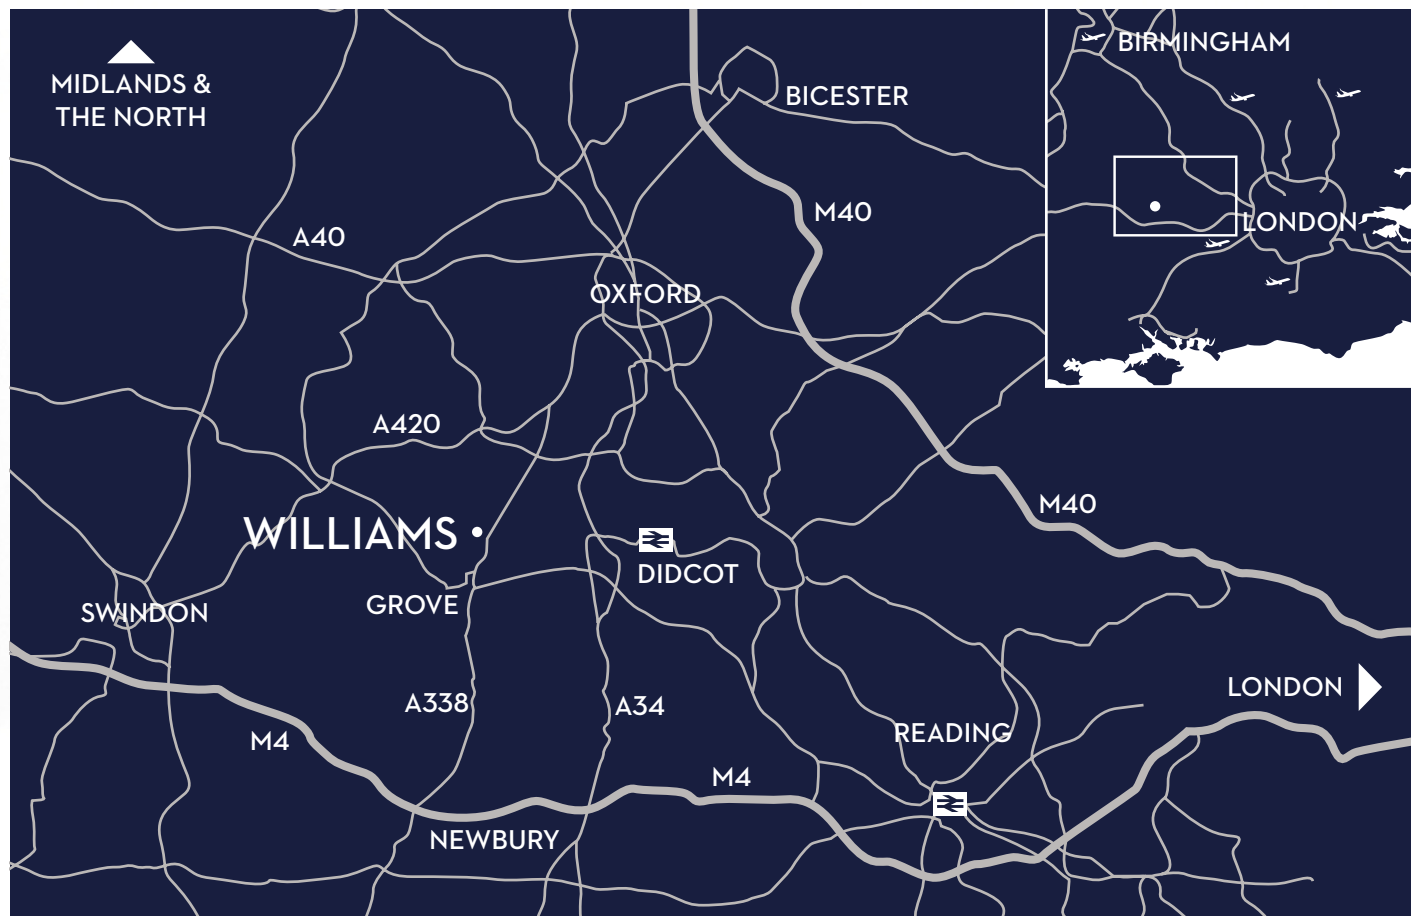 MIDLANDS &
THE NORTH
BICESTER
BIRMINGHAM
A40
M40
LONDON
OXFORD
A420
M40
WILLIAMS
DIDCOT
GROVE
SWINDON
LONDON
A338
A34
READING
M4
M4
NEWBURY